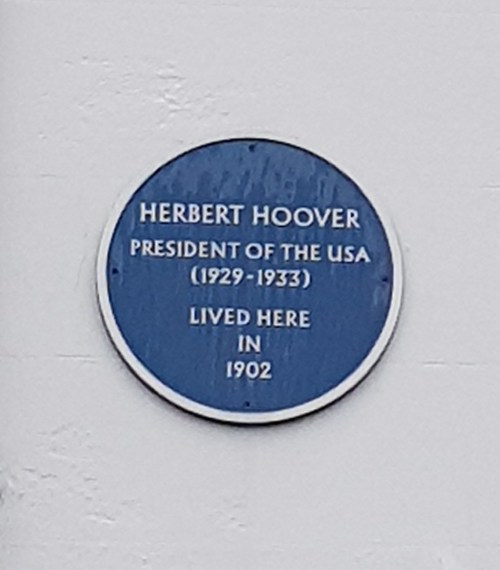 HERBERT HOOVER
PRESIDENT OF THE USA
(1929-1933)
LIVED HERE
IN
1902